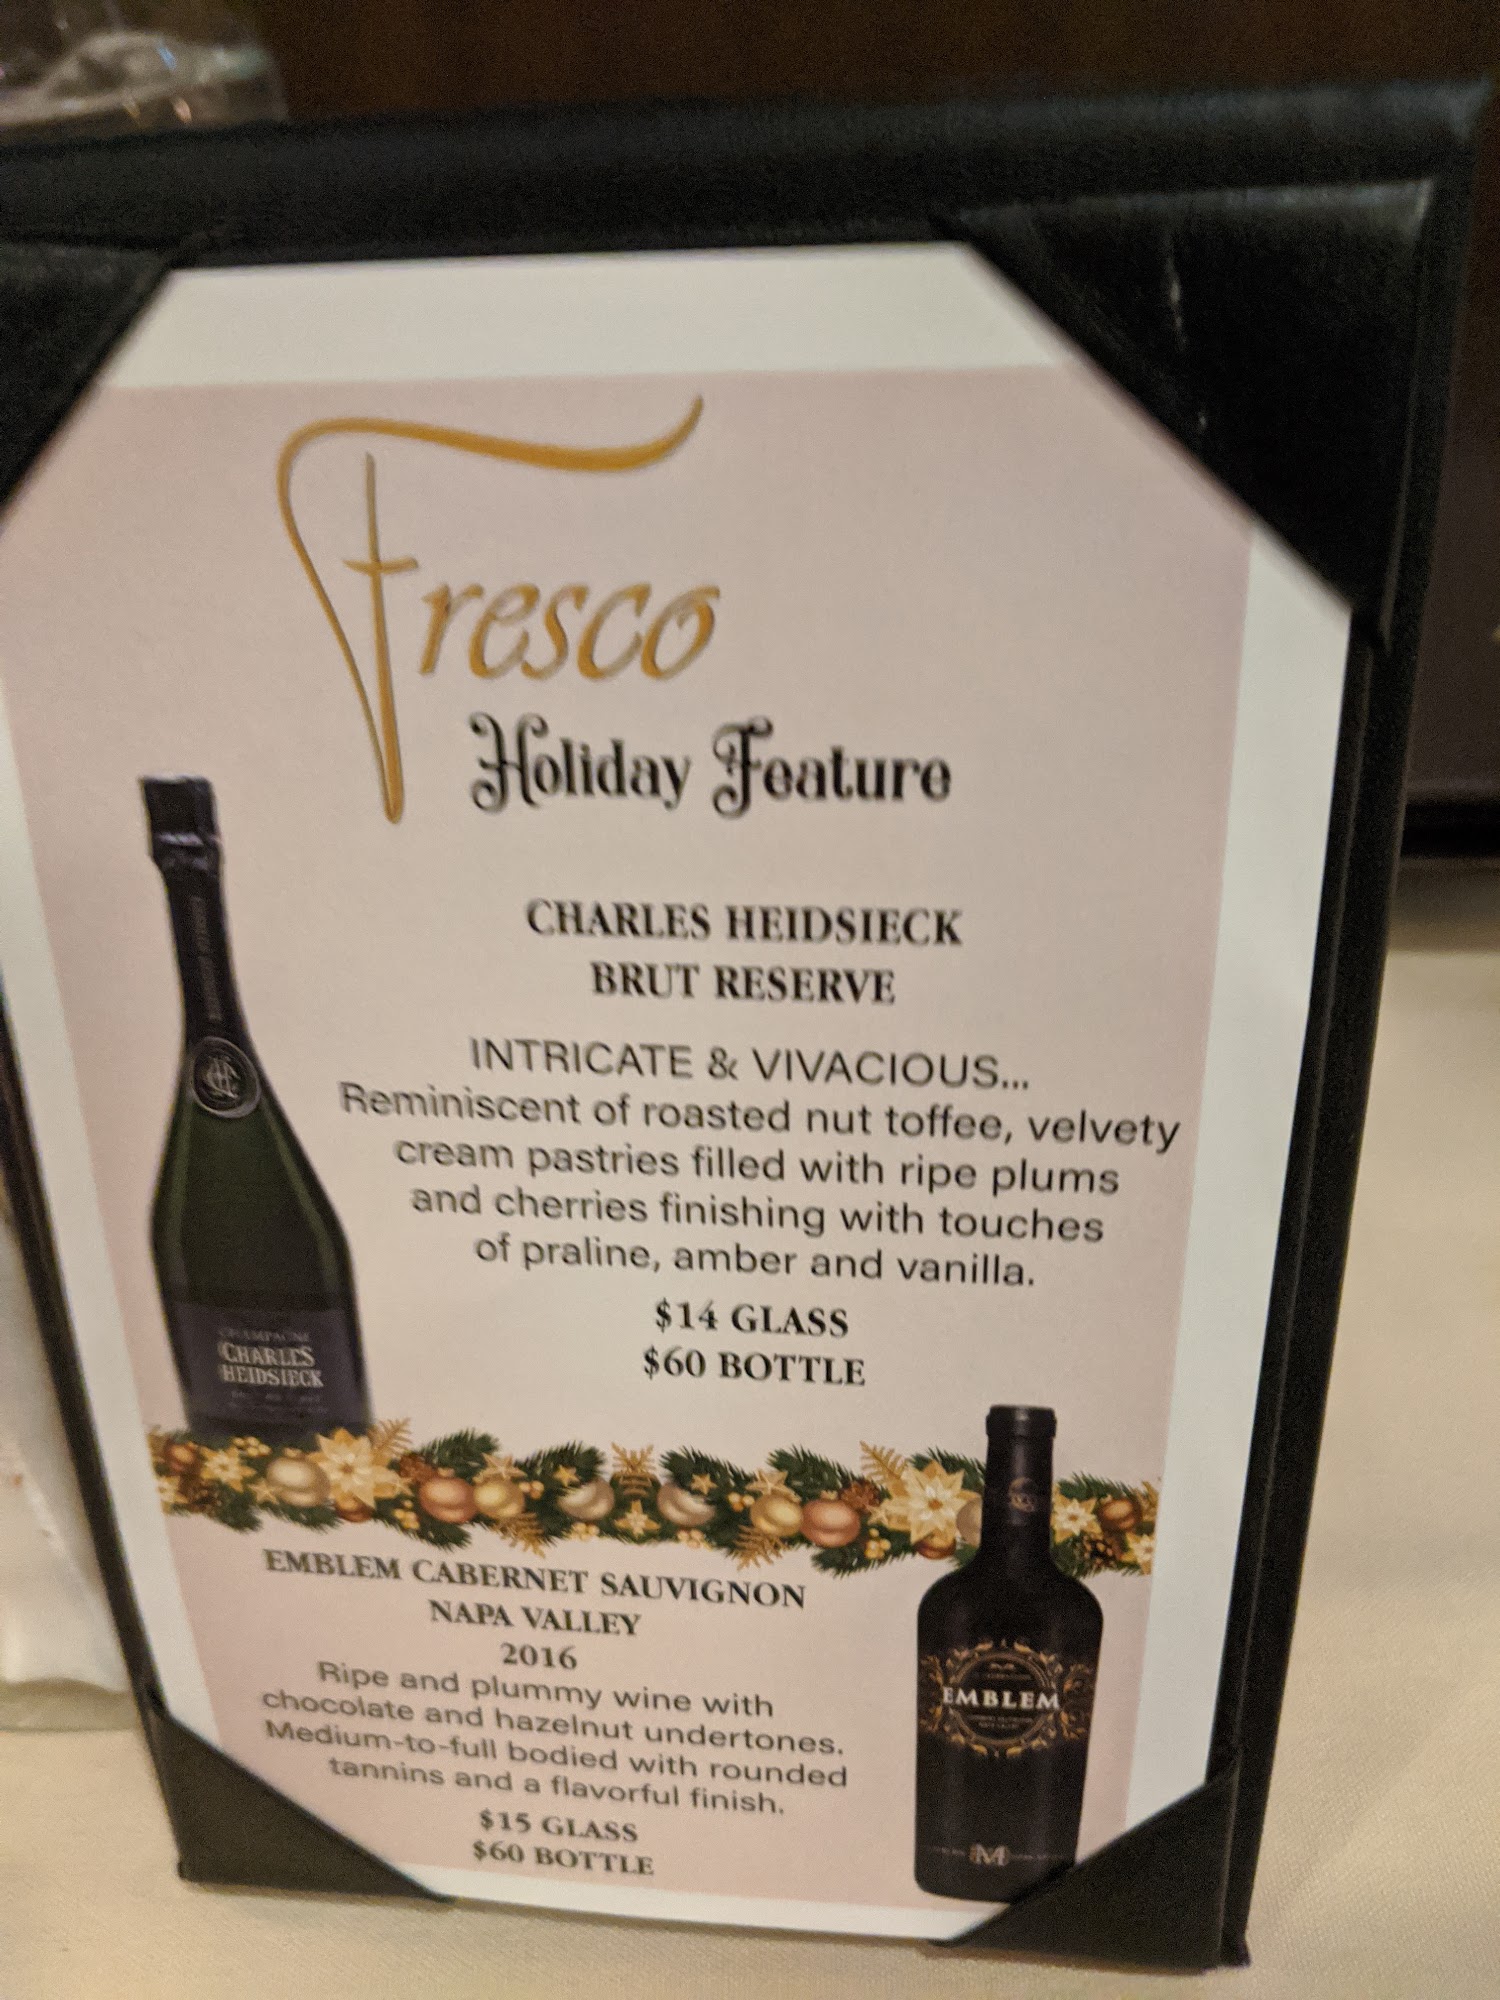 Fresco
Holiday Feature
CHARLES HEIDSIECK
BRUT RESERVE
INTRICATE & VIVACIOUS...
Reminiscent of roasted nut toffee, velvety
cream pastries filled with ripe plums
and cherries finishing with touches
of praline, amber and vanilla.
$14 GLASS
$60 BOTTLE
CHAMPAGNE
CHARLES
HEIDSIECK
EMBLEM CABERNET SAUVIGNON
NAPA VALLEY
2016
Ripe and plummy wine with
chocolate and hazelnut undertones.
Medium-to-full bodied with rounded
tannins and a flavorful finish.
$15 GLASS
$60 BOTTLE
EMBLEM
M